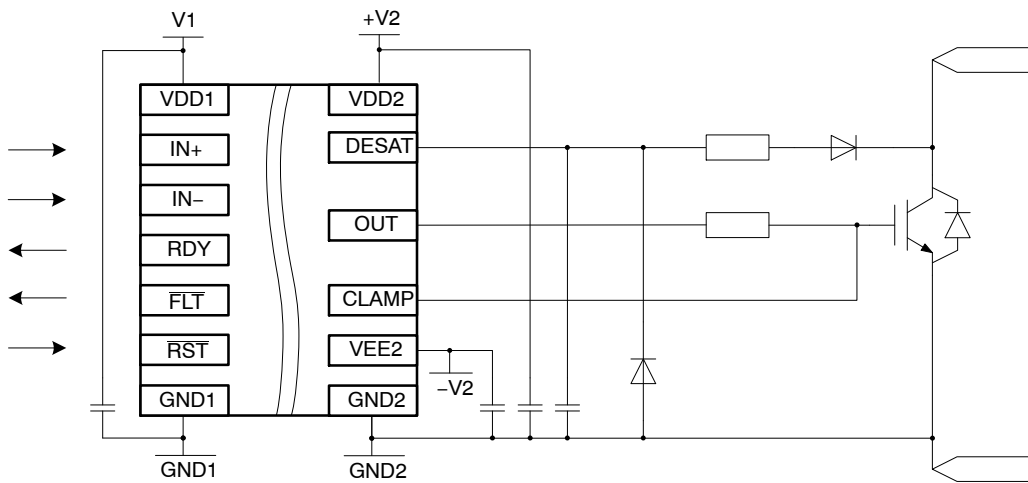 V1
+V2
VDD1
VDD2
IN+
DESAT
IN−
OUT
RDY
FLT
CLAMP
RST
VEE2
−V2
GND1
GND2
GND1
GND2